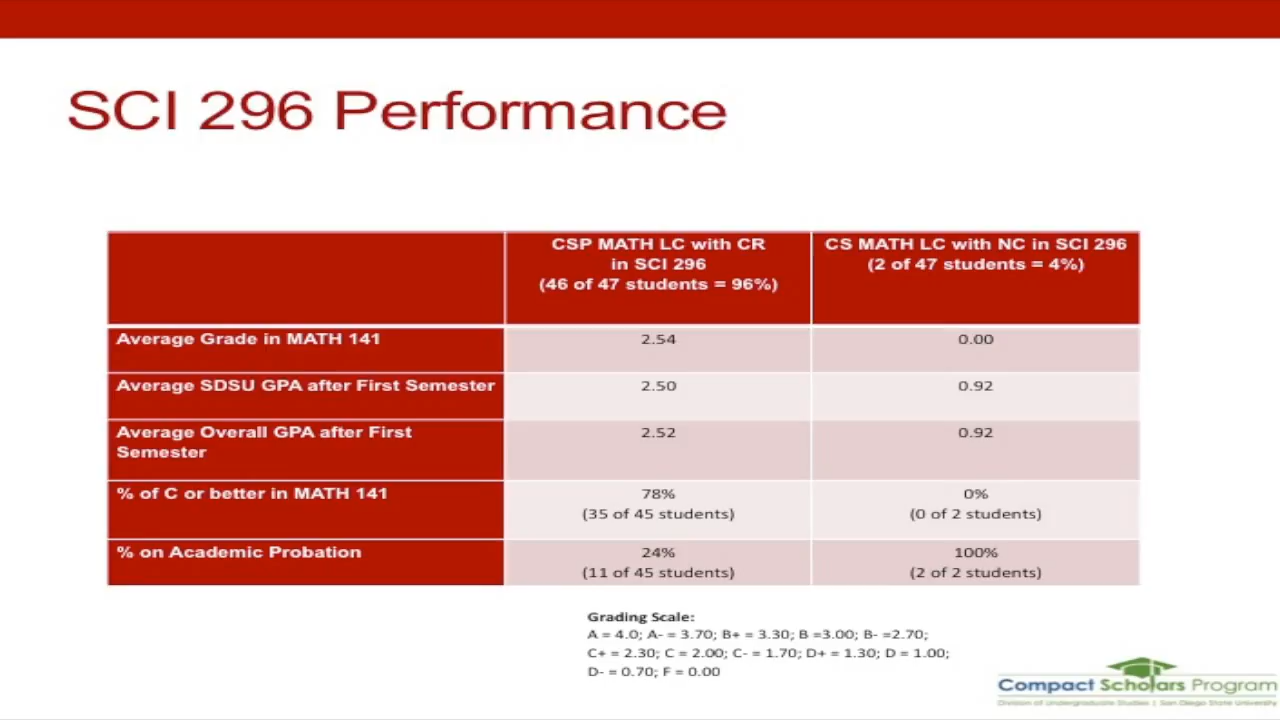 SCI 296 Performance
CSP MATH LC with CR
in SCI 296
(46 of 47 students = 96%)
CS MATH LC with NC in SCI 296
(2 of 47 students = 4%)
Average Grade in MATH 141
2.54
0.00
Average SDSU GPA after First Semester
2.50
0.92
Average Overall GPA after First
Semester
2.52
0.92
% of C or better in MATH 141
78%
(35 of 45 students)
0%
(0 of 2 students)
% on Academic Probation
24%
(11 of 45 students)
100%
(2 of 2 students)
Grading Scale:
A = 4.0; A- = 3.70; B+ = 3.30; B =3.00; B- =2.70;
C+ = 2.30; C = 2.00; C- = 1.70; D+ = 1.30; D = 1.00;
D- = 0.70; F = 0.00
Compact Scholars Program
Division of Undergraduate Studies | San Diego State University